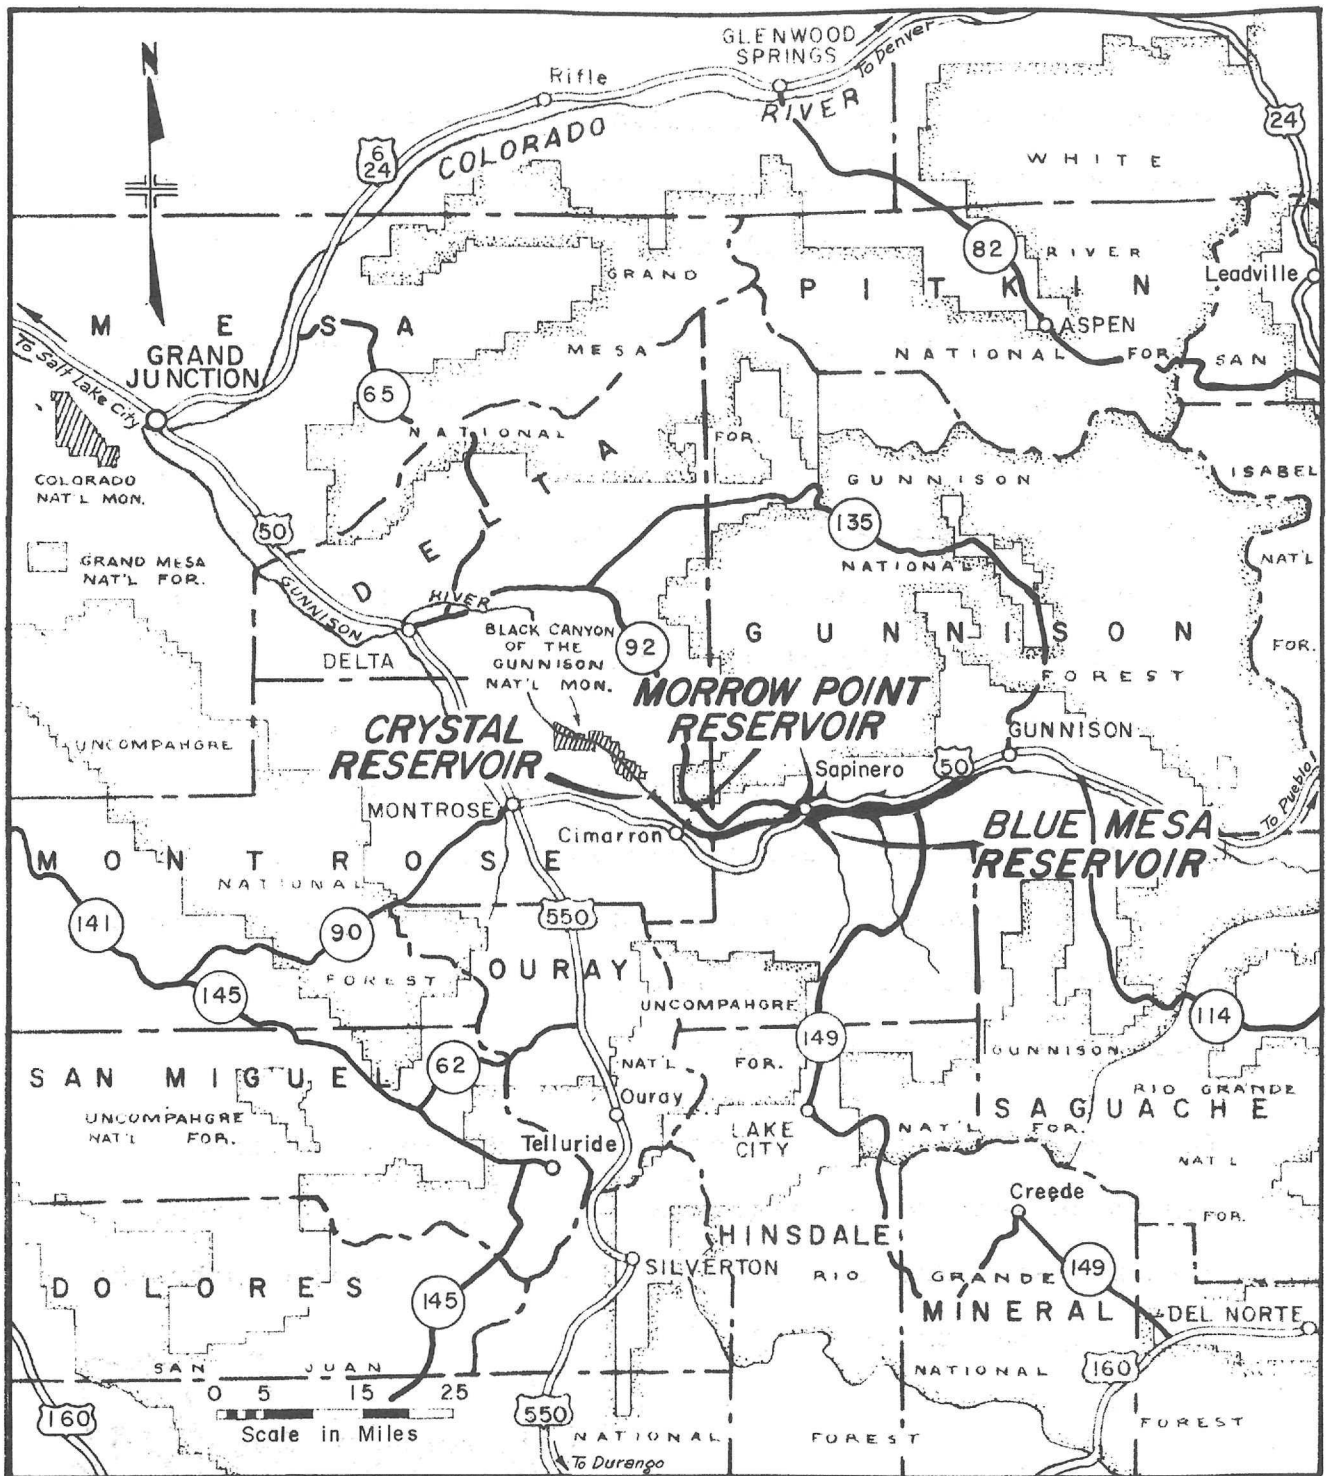 GLENWOOD
SPRINGS
To Denver
N
Rifle
RIVER
COLORADO
6
24
24
WHITE
82
RIVER
Leadville
GRAND
PITKIN
MESA
ASPEN
To Salt Lake City
GRAND
JUNCTION
MESA
NATIONAL
FOR.
SAN
65
NATIONAL
FOR.
DELTA
COLORADO
NAT'L MON.
GUNNISON
ISABEL
50
135
GRAND MESA
NAT'L FOR.
NATIONAL
NAT'L
GUNNISON
RIVER
BLACK CANYON
OF THE
GUNNISON
NAT'L MON.
92
GUNNISON
FOR.
DELTA
FOREST
MORROW POINT
RESERVOIR
CRYSTAL
RESERVOIR
UNCOMPAHGRE
GUNNISON
Sapinero
50
MONTROSE
Cimarron
To Pueblo
BLUE MESA
RESERVOIR
MONTROSE
NATIONAL
141
90
550
FOREST
OURAY
145
UNCOMPAHGRE
149
114
62
NAT'L
FOR.
GUNNISON
SAN MIGUEL
RIO GRANDE
UNCOMPAHGRE
NAT'L FOR.
Ouray
LAKE
CITY
SAGUACHE
NAT'L FOR.
Telluride
NAT'L
Creede
FOR.
HINSDALE
SILVERTON
RIO
GRANDE
149
DOLORES
145
MINERAL
DEL NORTE
SAN JUAN
NATIONAL
160
0 5 15 25
Scale in Miles
160
550
NATIONAL
FOREST
FOREST
To Durango